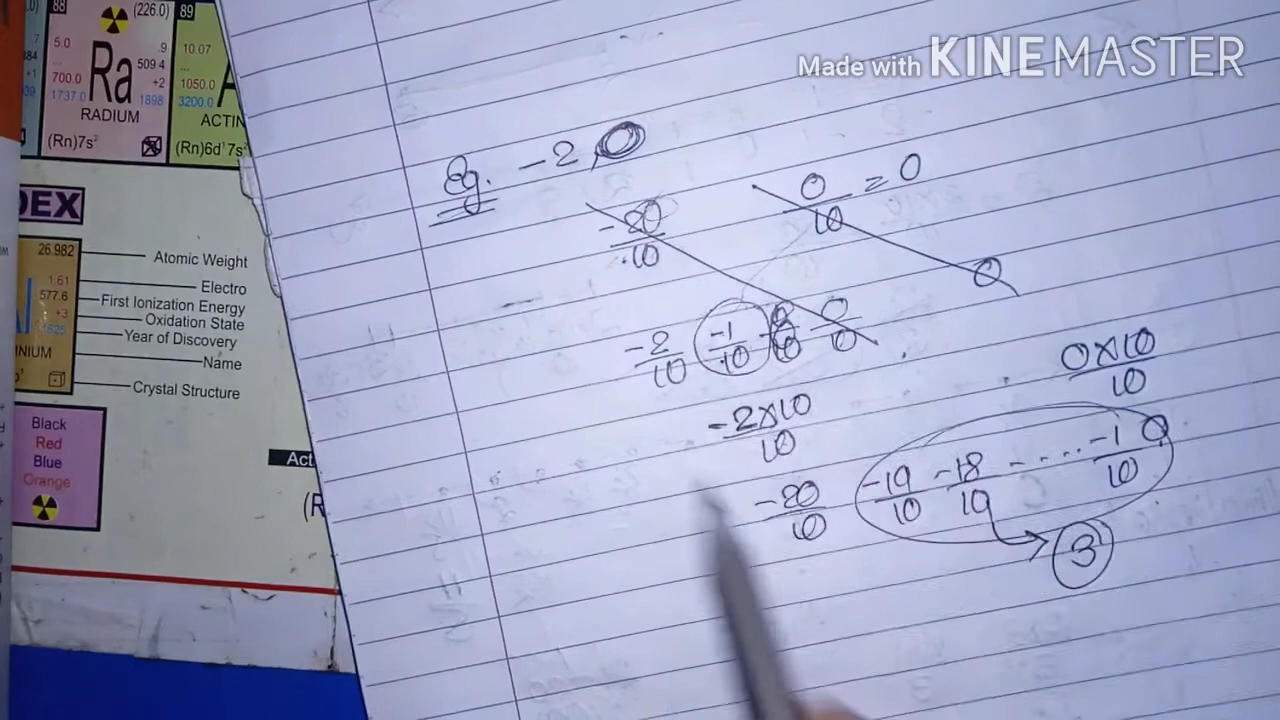 Made with KINEMASTER
88 (226.0) 89
5.0 .9 10.07
... 509.4 ...
700.0 Ra +2 1050.0 A
1737.0 1898 3200.0
RADIUM ACTIN
(Rn)7s² (Rn)6d¹7s²
DEX
26.982
1.61
577.6
+3
1825
INIUM
Atomic Weight
Electro
First Ionization Energy
Oxidation State
Year of Discovery
Name
Crystal Structure
Black
Red
Blue
Orange
Act
(R
Eg. -2, 0
-20/10 0/10 = 0
0
-2/10 -1/10 0/10 0/0
0×10/10
-2×10/10
-20/10 -19/10 -18/10 - .... -1/10 0
3